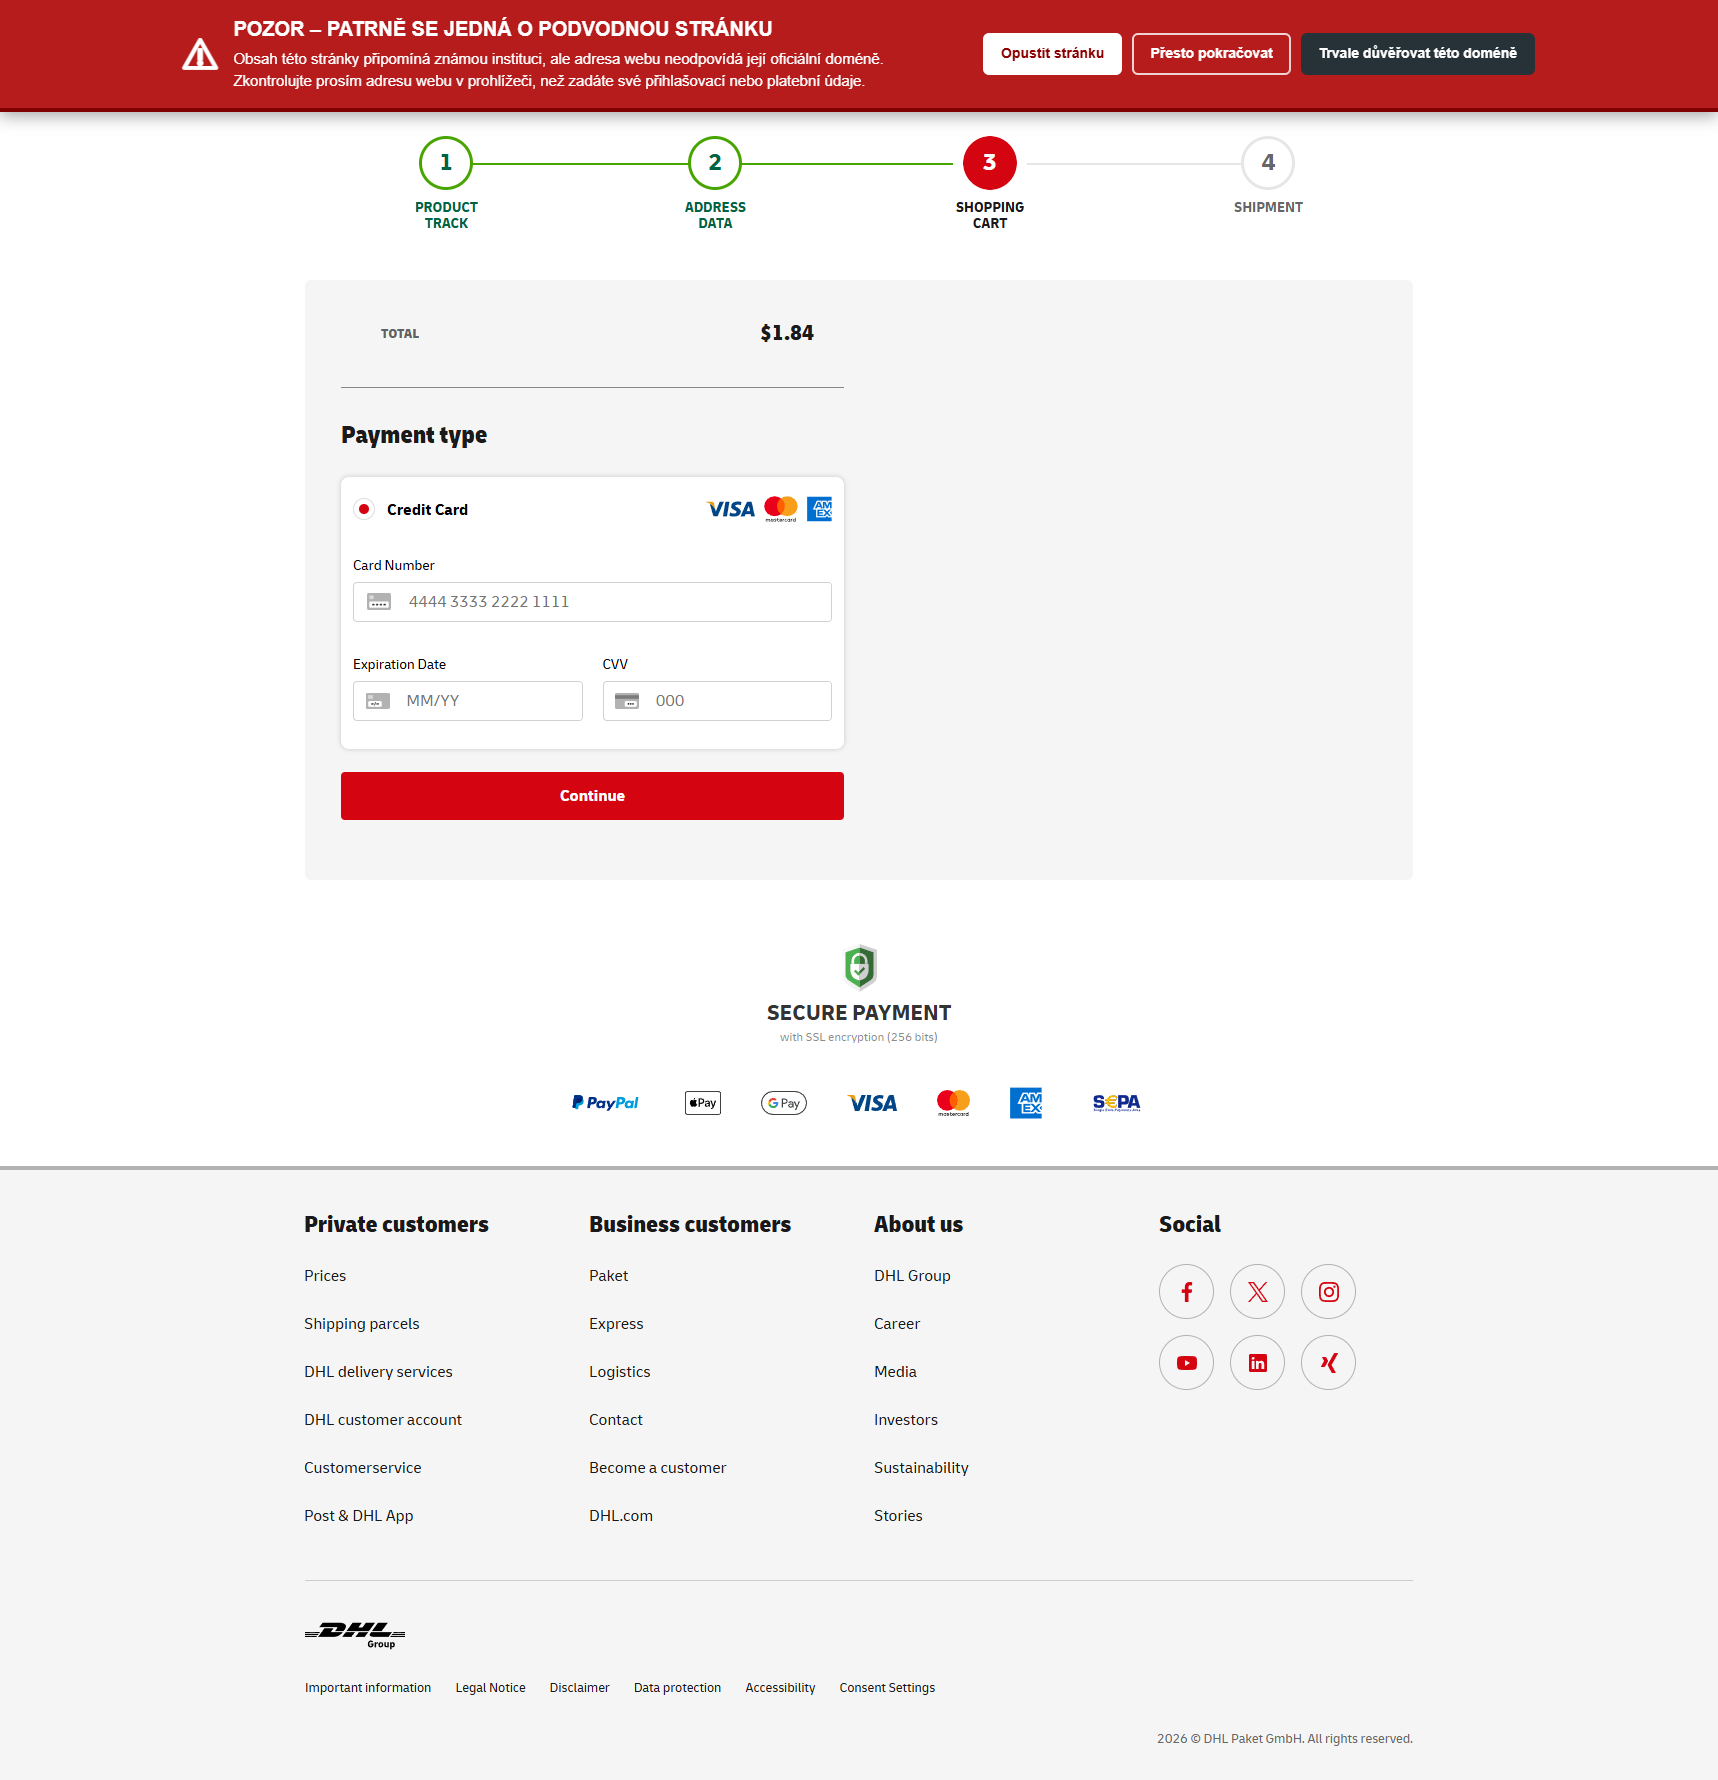 POZOR – PATRNĚ SE JEDNÁ O PODVODNOU STRÁNKU
Obsah této stránky připomíná známou instituci, ale adresa webu neodpovídá její oficiální doméně.
Zkontrolujte prosím adresu webu v prohlížeči, než zadáte své přihlašovací nebo platební údaje.
Opustit stránku
Přesto pokračovat
Trvale důvěřovat této doméně
1
2
3
4
PRODUCT
TRACK
ADDRESS
DATA
SHOPPING
CART
SHIPMENT
TOTAL
$1.84
Payment type
Credit Card
VISA
mastercard
AM
EX
Card Number
4444 3333 2222 1111
Expiration Date
CVV
MM/YY
000
Continue
SECURE PAYMENT
with SSL encryption (256 bits)
PayPal
Pay
G Pay
VISA
mastercard
AM
EX
S€PA
Private customers
Prices
Shipping parcels
DHL delivery services
DHL customer account
Customerservice
Post & DHL App
Business customers
Paket
Express
Logistics
Contact
Become a customer
DHL.com
About us
DHL Group
Career
Media
Investors
Sustainability
Stories
Social
DHL
Group
Important information
Legal Notice
Disclaimer
Data protection
Accessibility
Consent Settings
2026 © DHL Paket GmbH. All rights reserved.